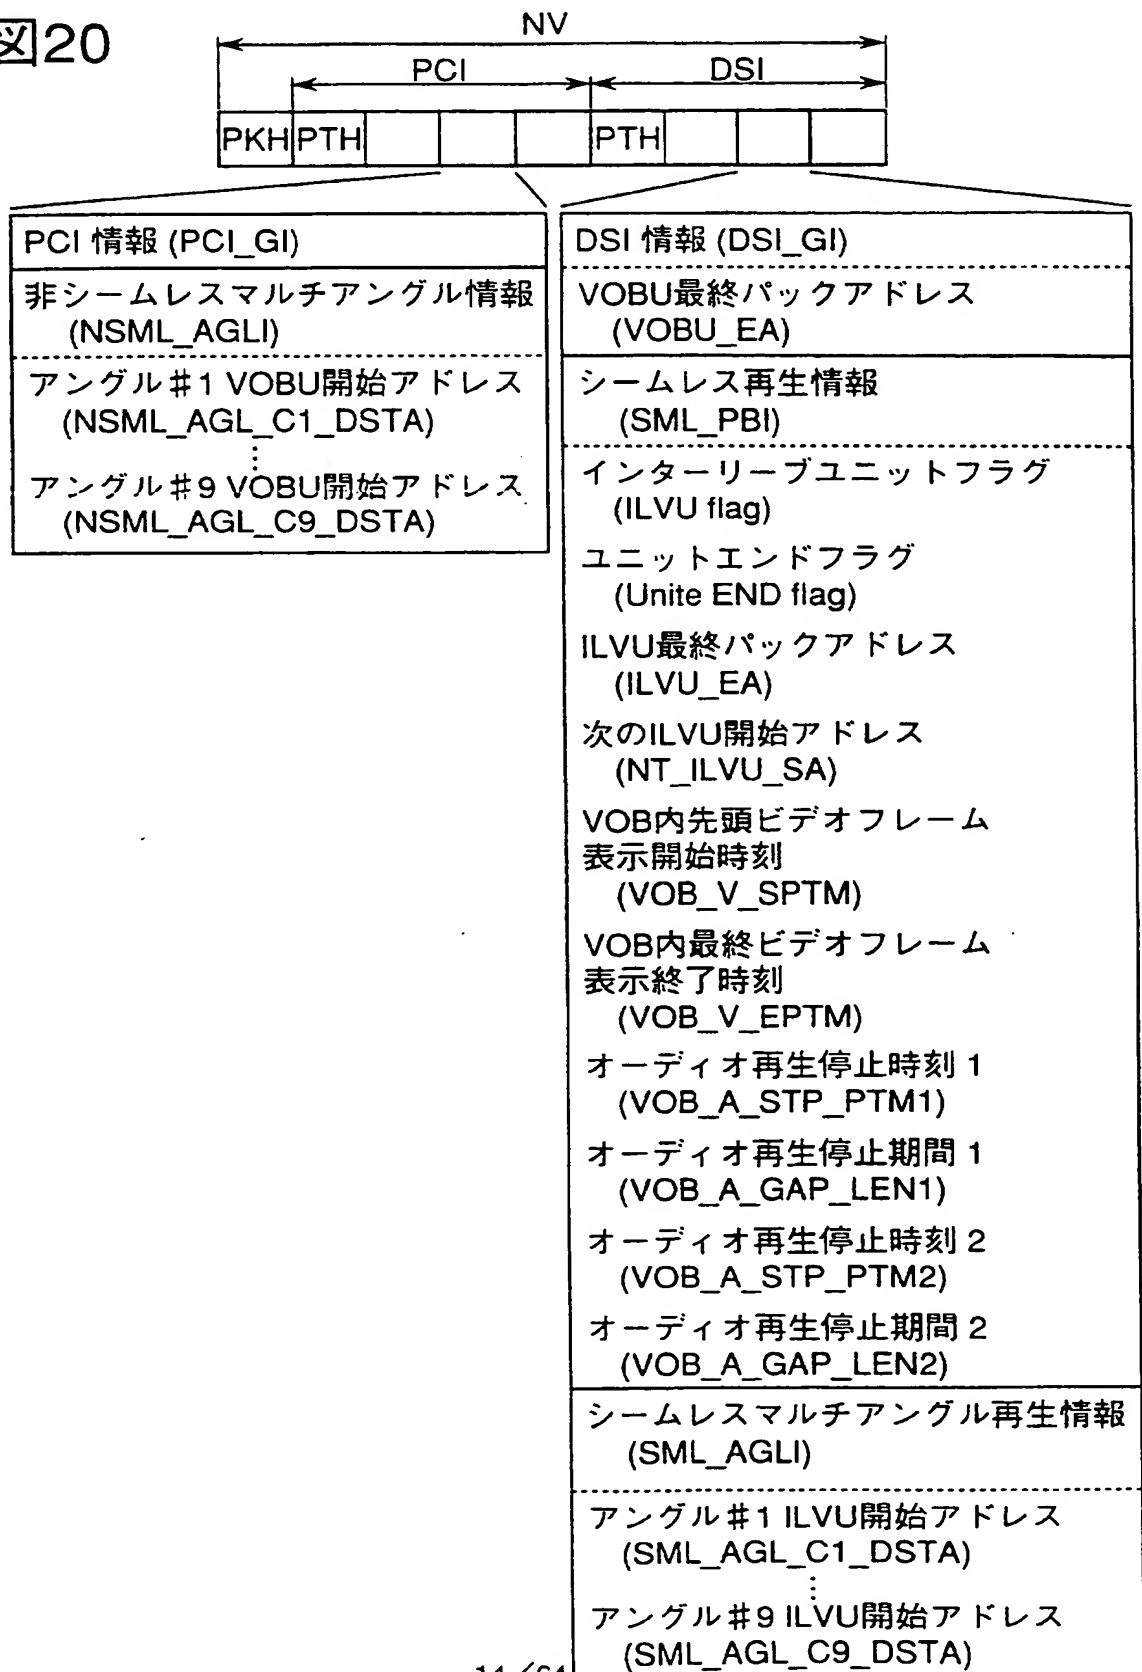 図20
NV
PCI DSI
PKH PTH PTH
PCI 情報 (PCI_GI)
非シームレスマルチアングル情報
(NSML_AGLI)
アングル#1 VOBU開始アドレス
(NSML_AGL_C1_DSTA)
⋮
アングル#9 VOBU開始アドレス
(NSML_AGL_C9_DSTA)
DSI 情報 (DSI_GI)
VOBU最終パックアドレス
(VOBU_EA)
シームレス再生情報
(SML_PBI)
インターリーブユニットフラグ
(ILVU flag)
ユニットエンドフラグ
(Unite END flag)
ILVU最終パックアドレス
(ILVU_EA)
次のILVU開始アドレス
(NT_ILVU_SA)
VOB内先頭ビデオフレーム
表示開始時刻
(VOB_V_SPTM)
VOB内最終ビデオフレーム
表示終了時刻
(VOB_V_EPTM)
オーディオ再生停止時刻 1
(VOB_A_STP_PTM1)
オーディオ再生停止期間 1
(VOB_A_GAP_LEN1)
オーディオ再生停止時刻 2
(VOB_A_STP_PTM2)
オーディオ再生停止期間 2
(VOB_A_GAP_LEN2)
シームレスマルチアングル再生情報
(SML_AGLI)
アングル#1 ILVU開始アドレス
(SML_AGL_C1_DSTA)
⋮
アングル#9 ILVU開始アドレス
(SML_AGL_C9_DSTA)